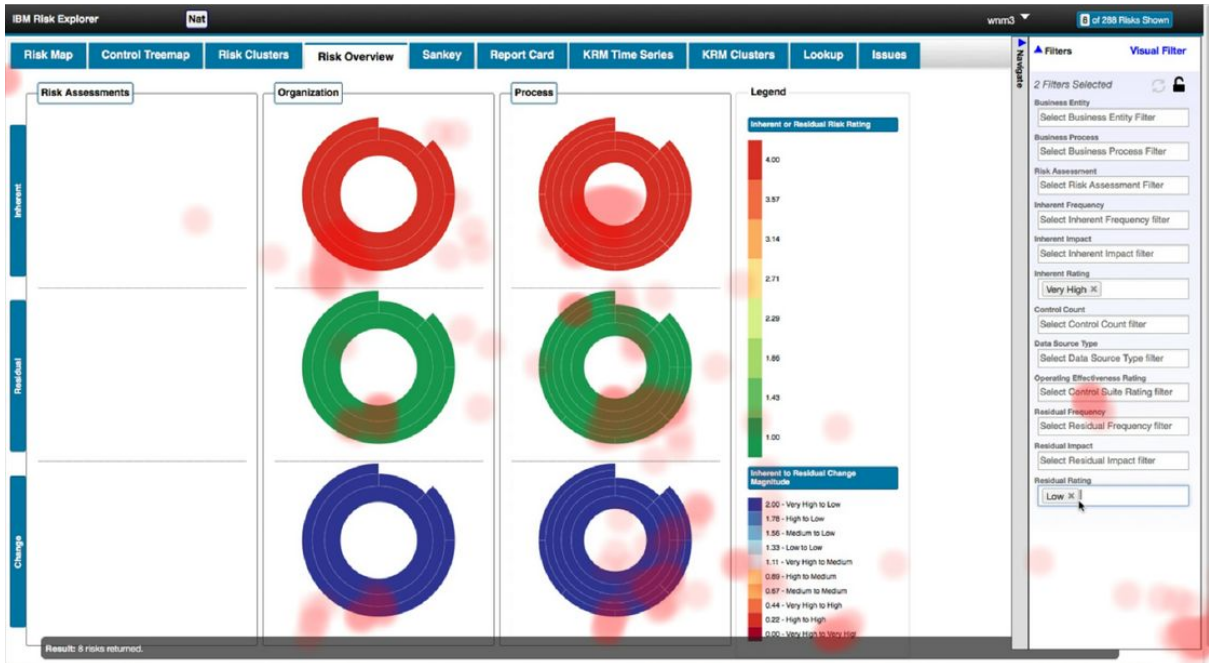 IBM Risk Explorer
Nat
wnm3
8 of 288 Risks Shown
Risk Map
Control Treemap
Risk Clusters
Risk Overview
Sankey
Report Card
KRM Time Series
KRM Clusters
Lookup
Issues
Navigate
Filters
Visual Filter
Risk Assessments
Organization
Process
Legend
Inherent
Residual
Change
Inherent or Residual Risk Rating
4.00
3.57
3.14
2.71
2.29
1.86
1.43
1.00
Inherent to Residual Change
Magnitude
2.00 - Very High to Low
1.78 - High to Low
1.56 - Medium to Low
1.33 - Low to Low
1.11 - Very High to Medium
0.89 - High to Medium
0.67 - Medium to Medium
0.44 - Very High to High
0.22 - High to High
0.00 - Very High to Very High
2 Filters Selected
Business Entity
Select Business Entity Filter
Business Process
Select Business Process Filter
Risk Assessment
Select Risk Assessment Filter
Inherent Frequency
Select Inherent Frequency filter
Inherent Impact
Select Inherent Impact filter
Inherent Rating
Very High ×
Control Count
Select Control Count filter
Data Source Type
Select Data Source Type filter
Operating Effectiveness Rating
Select Control Suite Rating filter
Residual Frequency
Select Residual Frequency filter
Residual Impact
Select Residual Impact filter
Residual Rating
Low ×
Result: 8 risks returned.